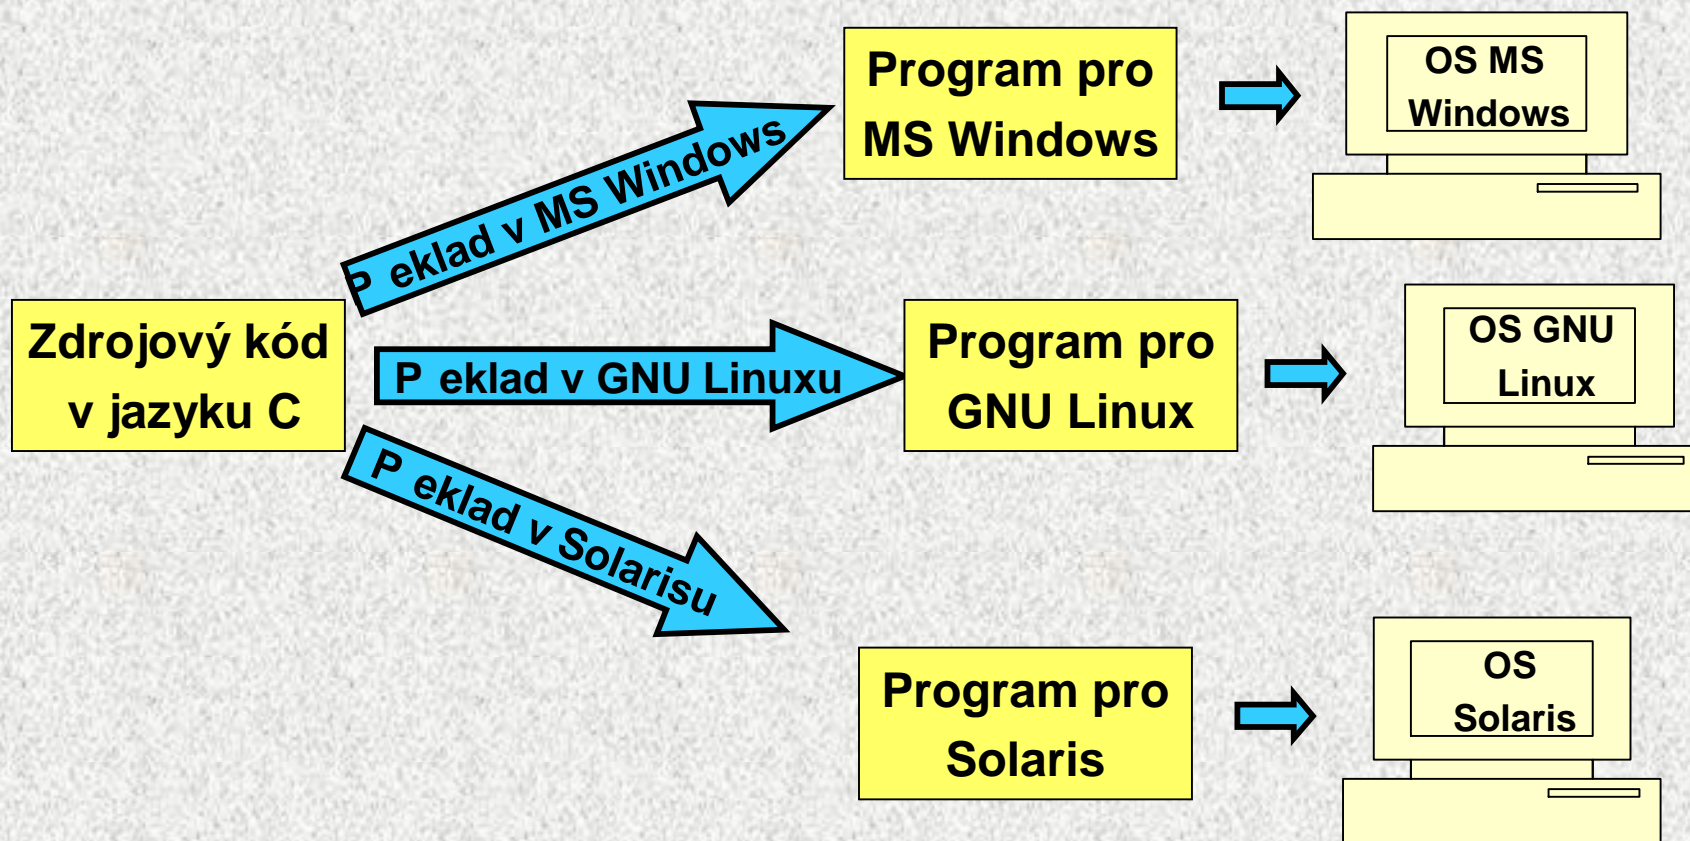 Program pro
MS Windows
OS MS
Windows
P eklad v MS Windows
Zdrojový kód
v jazyku C
P eklad v GNU Linuxu
Program pro
GNU Linux
OS GNU
Linux
P eklad v Solarisu
Program pro
Solaris
OS
Solaris